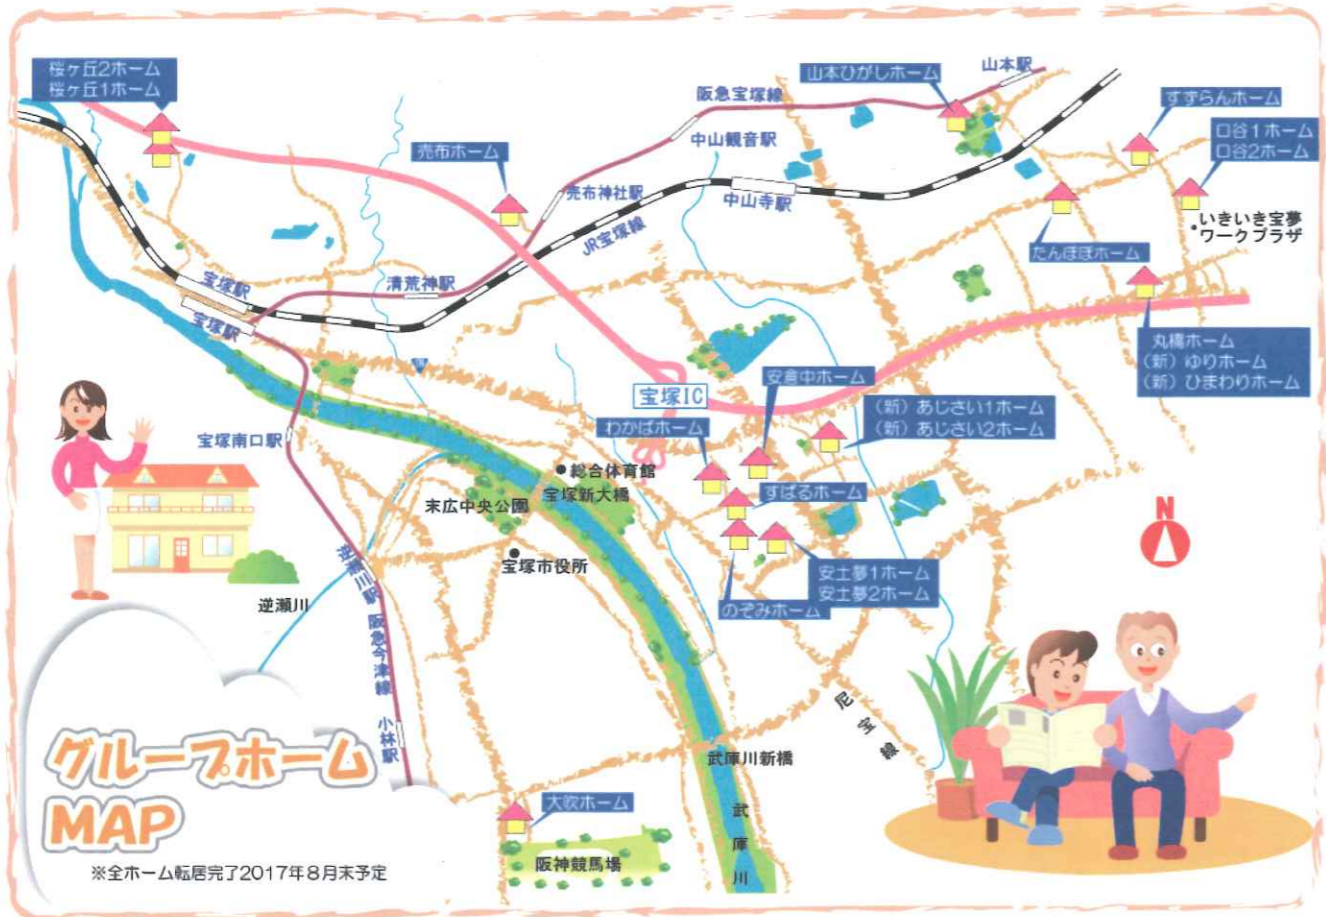 桜ヶ丘2ホーム
桜ヶ丘1ホーム
山本ひがしホーム
山本駅
阪急宝塚線
すずらんホーム
口谷1ホーム
口谷2ホーム
売布ホーム
中山観音駅
売布神社駅
中山寺駅
JR宝塚線
いきいき宝夢
ワークプラザ
たんぽぽホーム
清荒神駅
宝塚駅
宝塚駅
丸橋ホーム
(新)ゆりホーム
(新)ひまわりホーム
安倉中ホーム
宝塚IC
(新)あじさい1ホーム
(新)あじさい2ホーム
わかばホーム
宝塚南口駅
総合体育館
宝塚新大橋
すばるホーム
末広中央公園
N
宝塚市役所
安土夢1ホーム
安土夢2ホーム
のぞみホーム
逆瀬川駅
逆瀬川
阪急今津線
尼宝線
小林駅
武庫川新橋
グループホーム
MAP
大吹ホーム
武庫川
阪神競馬場
※全ホーム転居完了2017年8月末予定